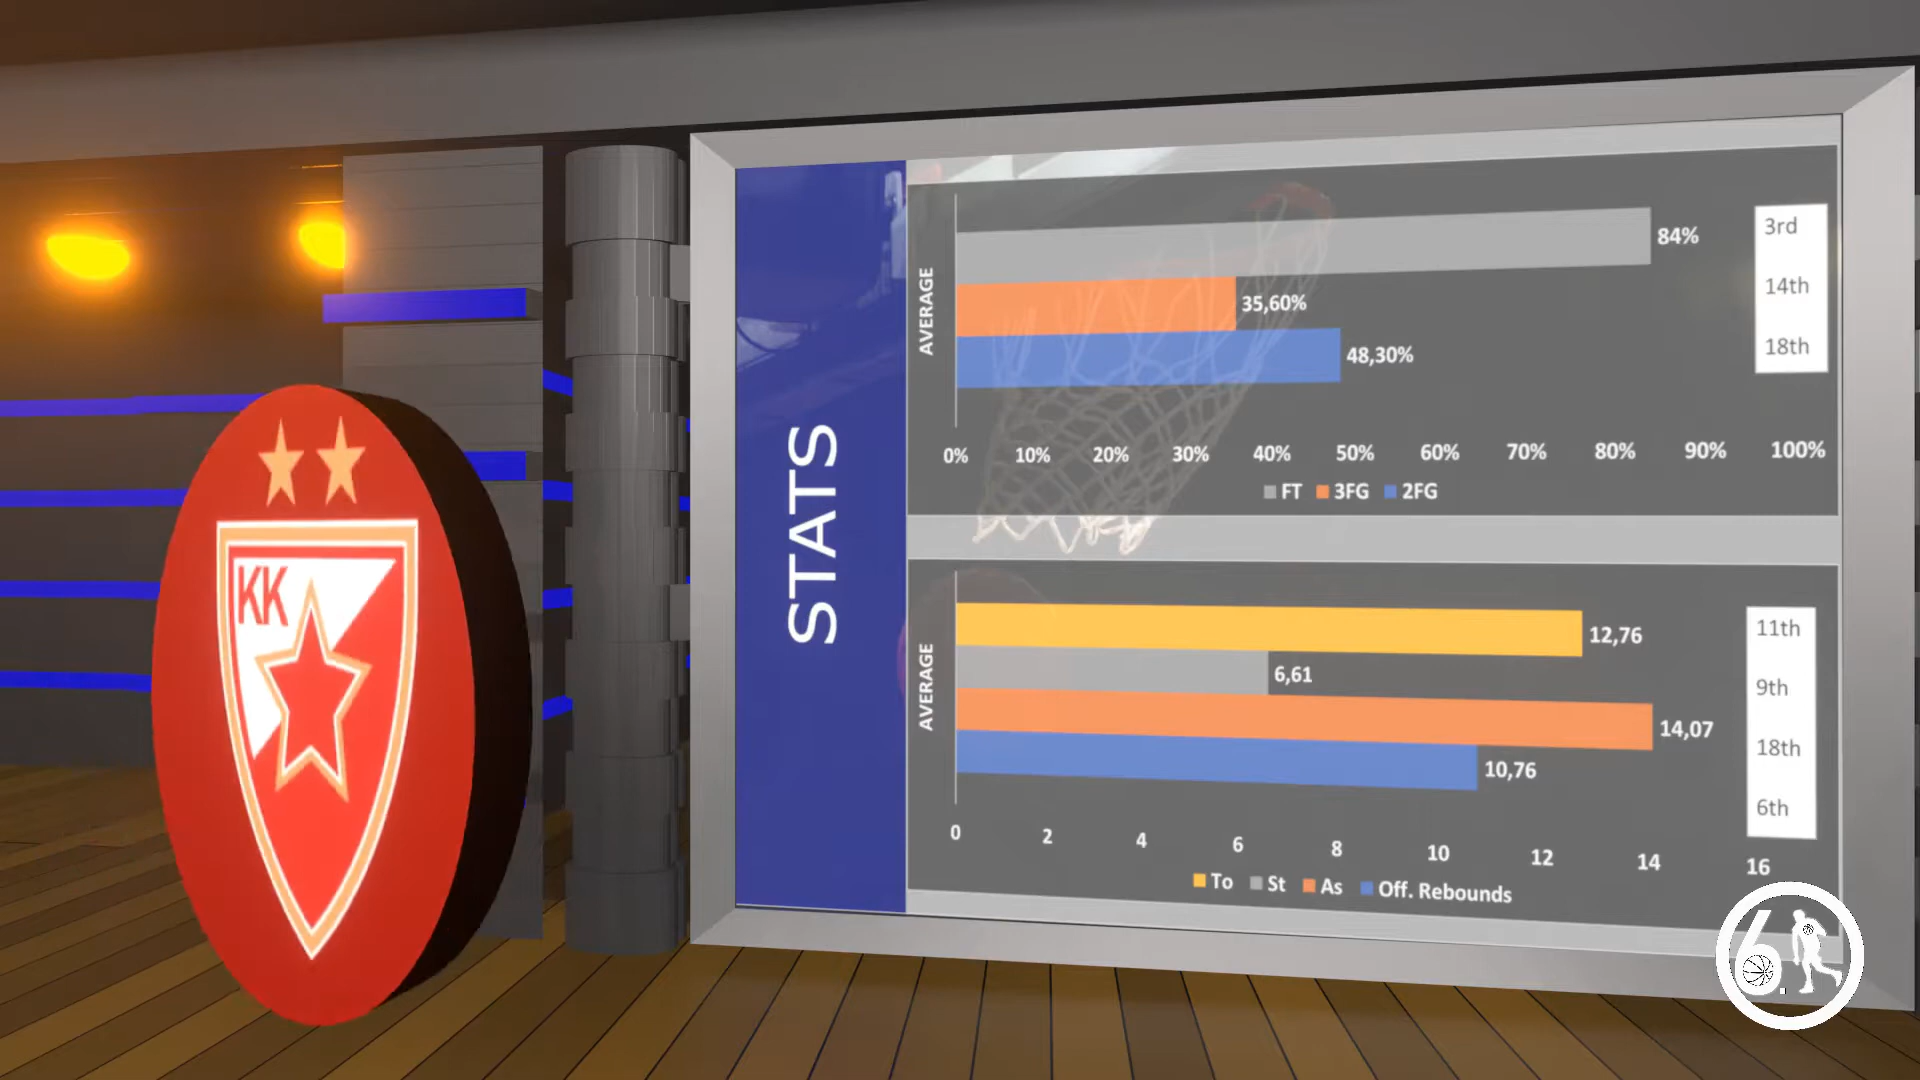 KK
STATS
AVERAGE
84%
35,60%
48,30%
3rd
14th
18th
0% 10% 20% 30% 40% 50% 60% 70% 80% 90% 100%
FT 3FG 2FG
AVERAGE
12,76
6,61
14,07
10,76
11th
9th
18th
6th
0 2 4 6 8 10 12 14 16
To St As Off. Rebounds
6.